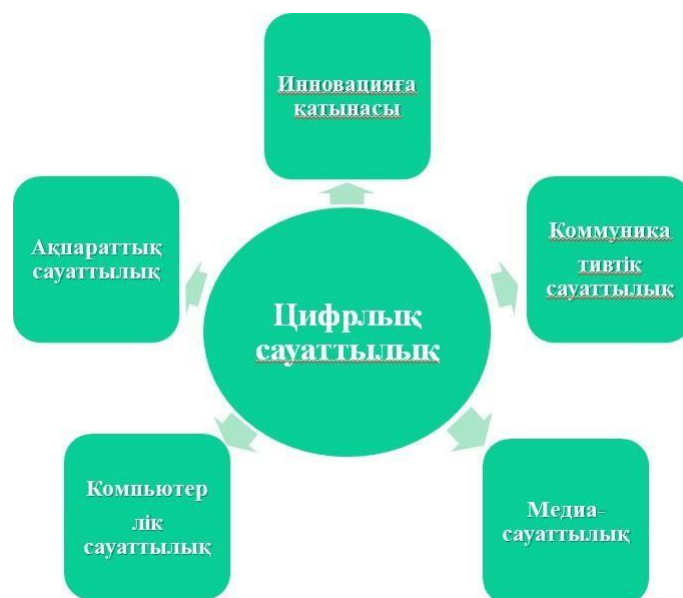 Инновацияға
қатынасы
Ақпараттық
сауаттылық
Коммуника
тивтік
сауаттылық
Цифрлық
сауаттылық
Компьютер
лік
сауаттылық
Медиа-
сауаттылық